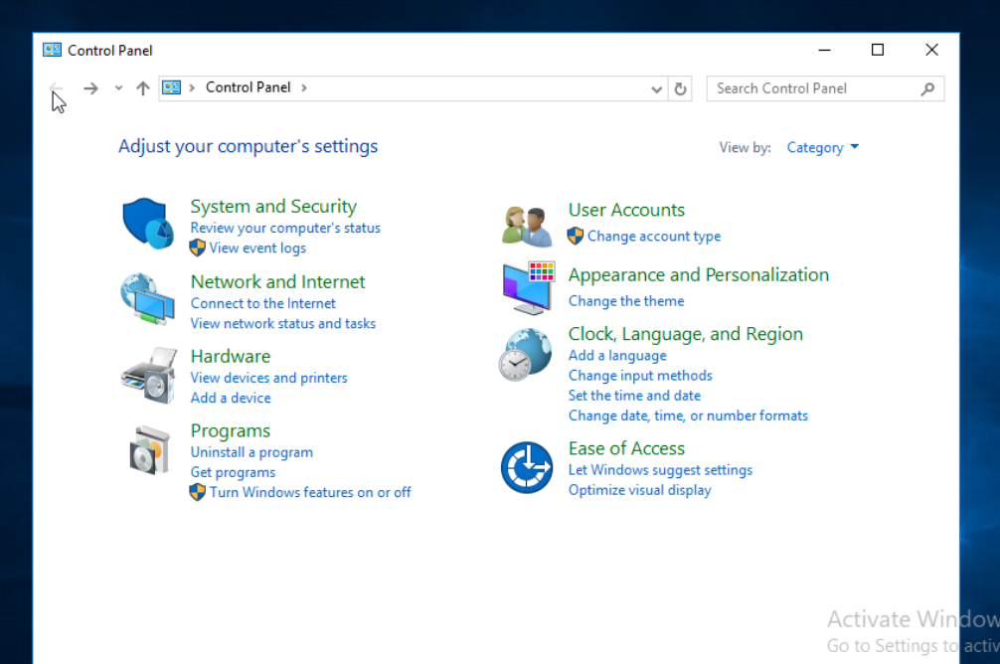 Control Panel
Control Panel
Search Control Panel
Adjust your computer's settings
View by: Category
System and Security
Review your computer's status
View event logs
Network and Internet
Connect to the Internet
View network status and tasks
Hardware
View devices and printers
Add a device
Programs
Uninstall a program
Get programs
Turn Windows features on or off
User Accounts
Change account type
Appearance and Personalization
Change the theme
Clock, Language, and Region
Add a language
Change input methods
Set the time and date
Change date, time, or number formats
Ease of Access
Let Windows suggest settings
Optimize visual display
Activate Window
Go to Settings to activ